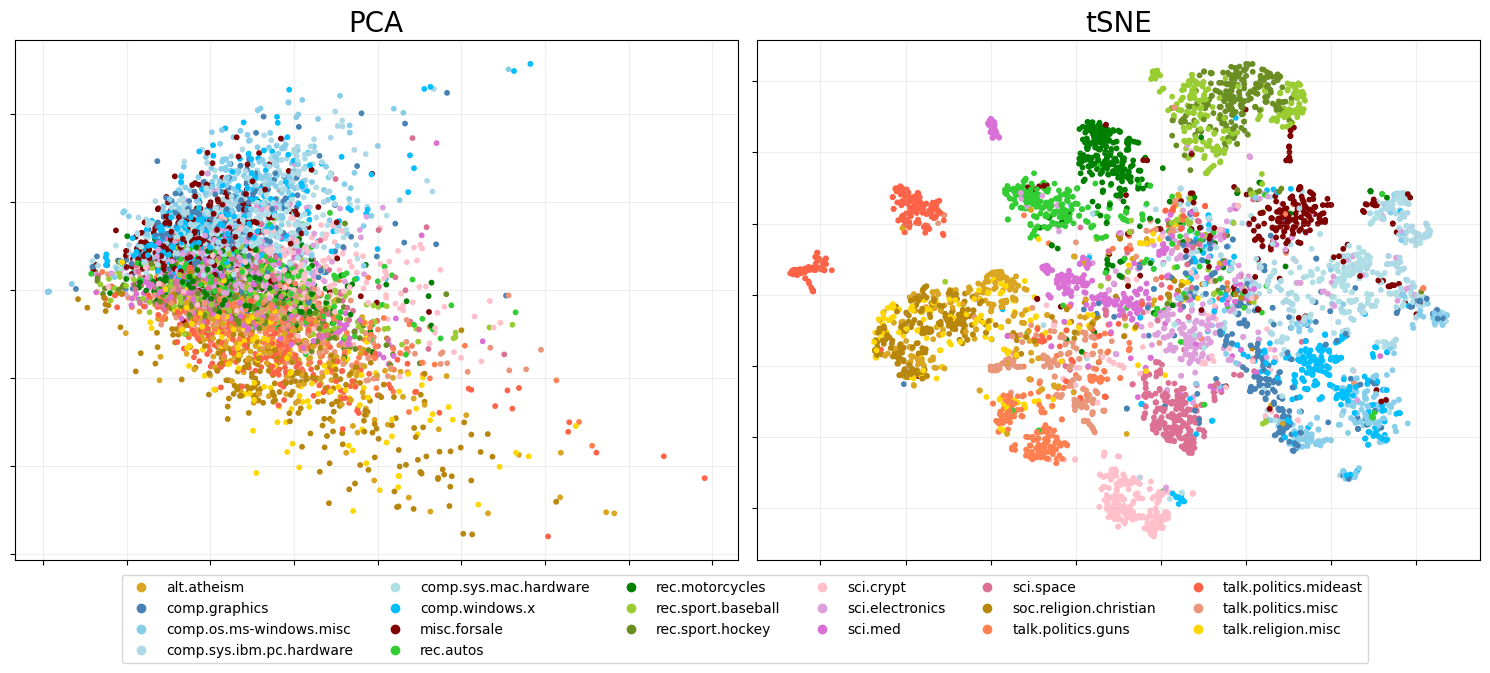 PCA
tSNE
alt.atheism
comp.graphics
comp.os.ms-windows.misc
comp.sys.ibm.pc.hardware
comp.sys.mac.hardware
comp.windows.x
misc.forsale
rec.autos
rec.motorcycles
rec.sport.baseball
rec.sport.hockey
sci.crypt
sci.electronics
sci.med
sci.space
soc.religion.christian
talk.politics.guns
talk.politics.mideast
talk.politics.misc
talk.religion.misc